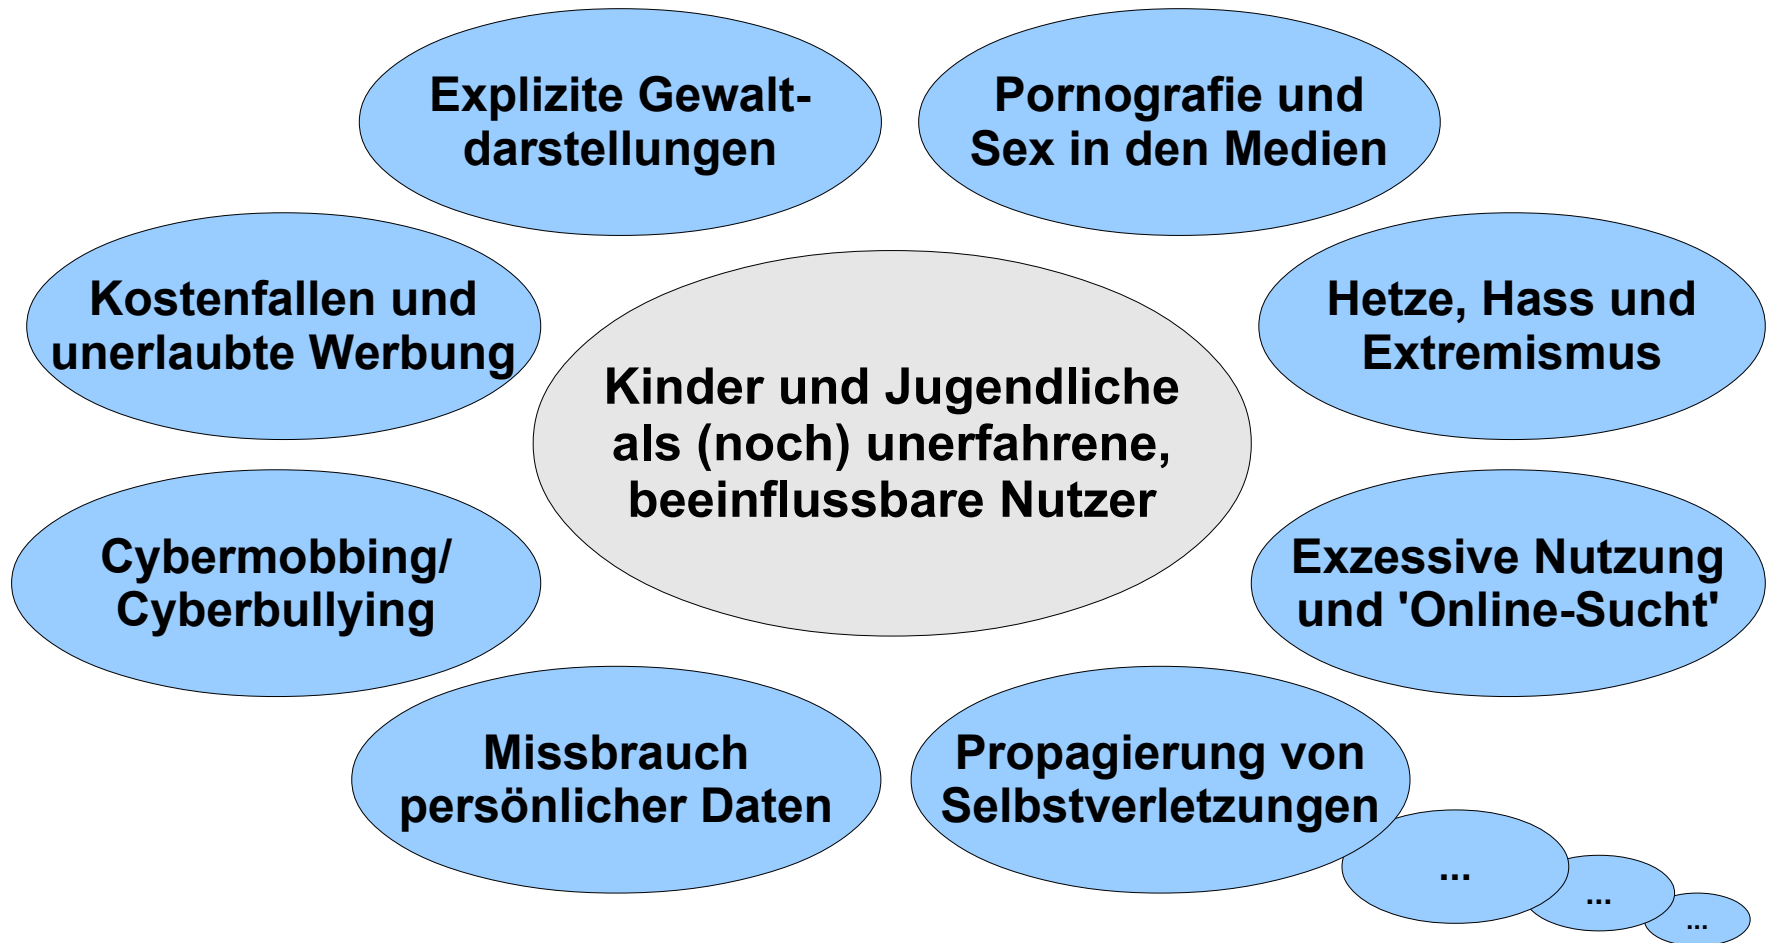 Explizite Gewalt-
darstellungen
Pornografie und
Sex in den Medien
Kostenfallen und
unerlaubte Werbung
Hetze, Hass und
Extremismus
Kinder und Jugendliche
als (noch) unerfahrene,
beeinflussbare Nutzer
Cybermobbing/
Cyberbullying
Exzessive Nutzung
und 'Online-Sucht'
Missbrauch
persönlicher Daten
Propagierung von
Selbstverletzungen
...
...
...